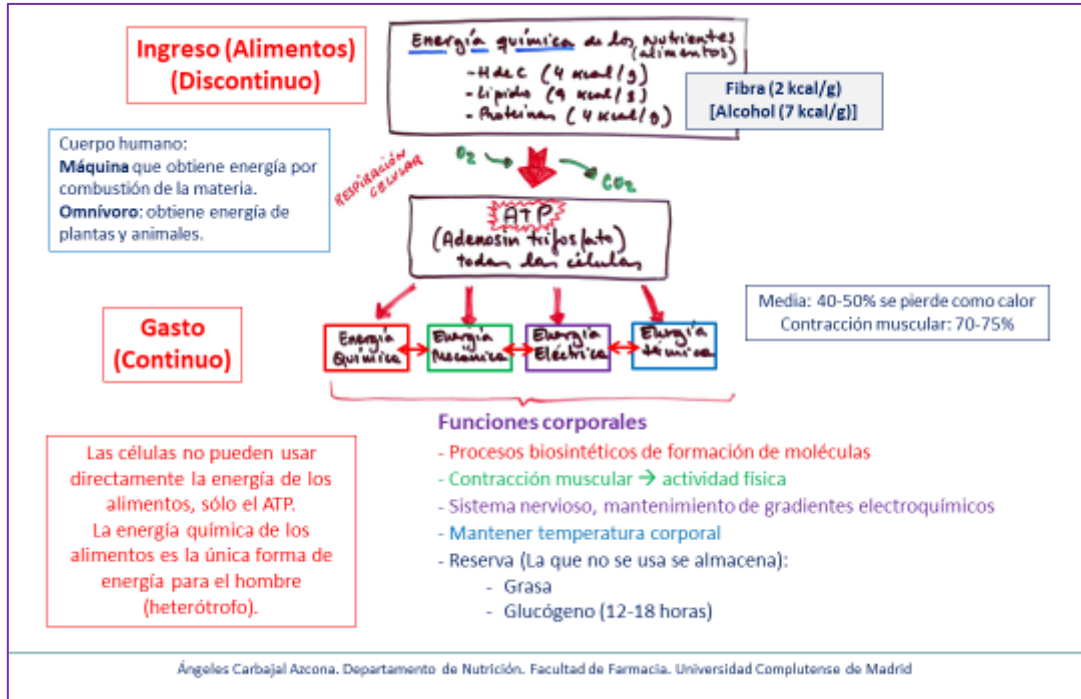 Ingreso (Alimentos)
(Discontinuo)
Energía química de los nutrientes
(alimentos)
- H de C (4 kcal/g)
- Lípidos (9 kcal/g)
- Proteínas (4 kcal/g)
Fibra (2 kcal/g)
[Alcohol (7 kcal/g)]
Cuerpo humano:
Máquina que obtiene energía por
combustión de la materia.
Omnívoro: obtiene energía de
plantas y animales.
RESPIRACIÓN
CELULAR
O2
CO2
ATP
(Adenosin trifosfato)
todas las células
Gasto
(Continuo)
Energía
Química
Energía
Mecánica
Energía
Eléctrica
Energía
térmica
Media: 40-50% se pierde como calor
Contracción muscular: 70-75%
Las células no pueden usar
directamente la energía de los
alimentos, sólo el ATP.
La energía química de los
alimentos es la única forma de
energía para el hombre
(heterótrofo).
Funciones corporales
- Procesos biosintéticos de formación de moléculas
- Contracción muscular → actividad física
- Sistema nervioso, mantenimiento de gradientes electroquímicos
- Mantener temperatura corporal
- Reserva (La que no se usa se almacena):
- Grasa
- Glucógeno (12-18 horas)
Ángeles Carbajal Azcona. Departamento de Nutrición. Facultad de Farmacia. Universidad Complutense de Madrid